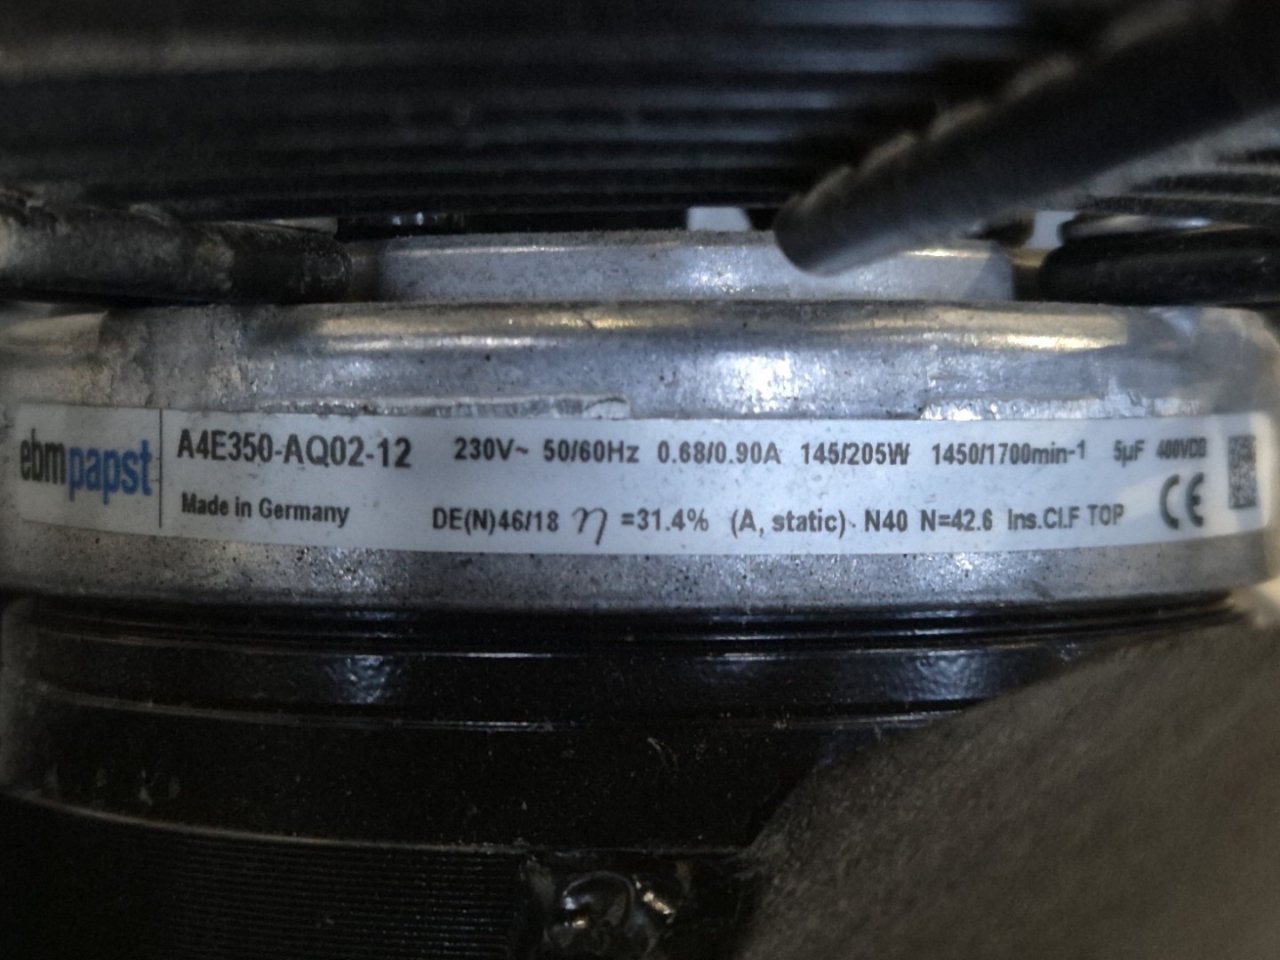 ebmpapst
A4E350-AQ02-12 230V~ 50/60Hz 0.68/0.90A 145/205W 1450/1700min-1 5µF 400VDB
Made in Germany DE(N)46/18 η =31.4% (A, static) N40 N=42.6 Ins.Cl.F TOP CE